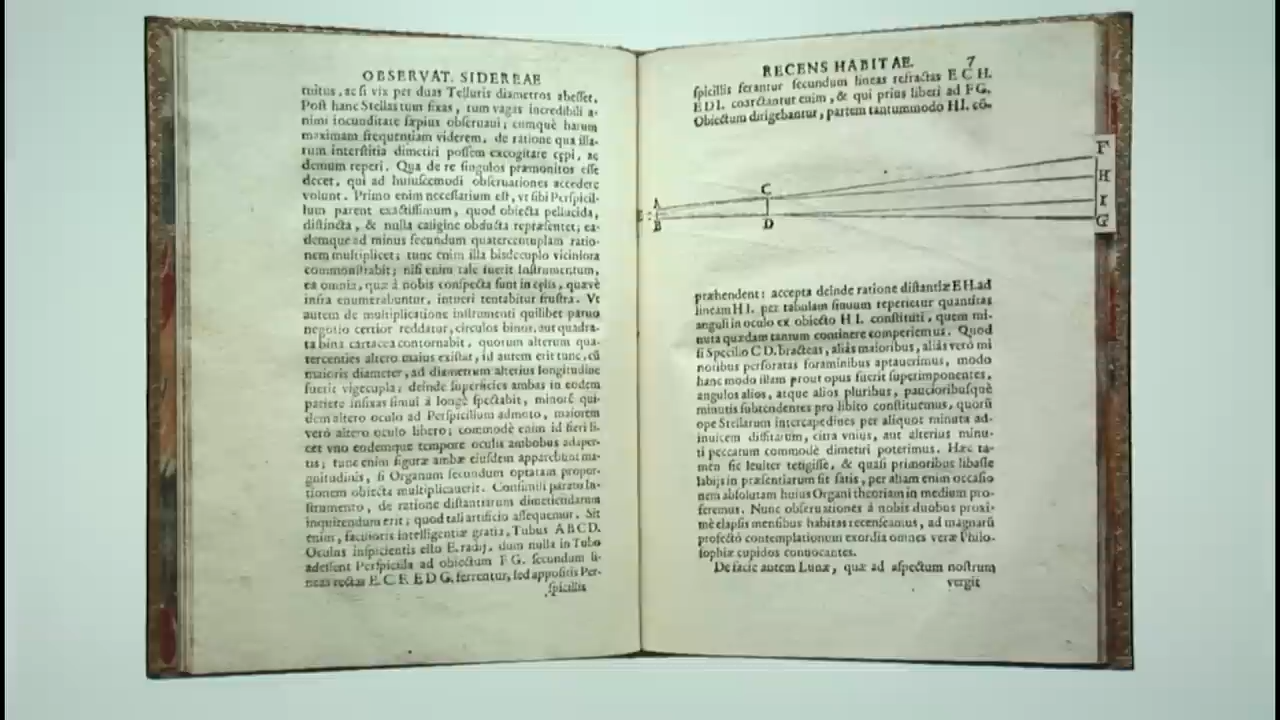 OBSERVAT. SIDEREAE
tuitus, ac si vix per duas Telluris diametros abesset.
Post hanc Stellas tum fixas, tum vagas incredibili a-
nimi iucunditate sæpius obseruaui; cumquè harum
maximam frequentiam viderem, de ratione qua illa-
rum interstitia dimetiri possem excogitare cępi, ac
demum reperi. Qua de re singulos præmonitos esse
decet, qui ad huiuscemodi obseruationes accedere
volunt. Primo enim necessarium est, vt sibi Perspicil-
lum parent exactissimum, quod obiecta pellucida,
distincta, & nulla caligine obducta repræsentet; ea-
demque ad minus secundum quatercentuplam ratio-
nem multiplicet; tunc enim illa bisdecuplo viciniora
commonstrabit; nisi enim tale fuerit Instrumentum,
ea omnia, quæ à nobis conspecta sunt in cęlis, quævè
infra enumerabuntur, intueri tentabitur frustra. Vt
autem de multiplicatione instrumenti quilibet paruo
negotio certior reddatur, circulos binos, aut quadra-
ta bina cartacea contornabit, quorum alterum qua-
tercenties altero maius existat, id autem erit tunc, cũ
maioris diameter, ad diametrum alterius longitudine
fuerit vigecupla; deinde superficies ambas in eodem
pariete infixas simul à longè spectabit, minorẽ qui-
dem altero oculo ad Perspicilium admoto, maiorem
verò altero oculo libero; commodè enim id fieri li-
cet vno eodemque tempore oculis ambobus adaper-
tis; tunc enim figuræ ambæ eiusdem apparebunt ma-
gnitudinis, si Organum secundum optatam propor-
tionem obiecta multiplicauerit. Consimili parato In-
strumento, de ratione distantiarum dimetiendarum
inquirendum erit; quod tali artificio assequemur. Sit
enim, facilioris intelligentiæ gratia, Tubus ABCD.
Oculus inspicientis esto E. radij, dum nulla in Tubo
adessent Perspicilla ad obiectum FG. secundum li-
neas rectas ECF. EDG. ferrentur, sed appositis Per-
spicillis
RECENS HABITAE. 7
spicillis ferantur secundum lineas refractas ECH.
EDI. coarctantur enim, & qui prius liberi ad FG.
Obiectum dirigebantur, partem tantummodo HI. cõ-
F
C
H
A
E
I
B
D
G
præhendent: accepta deinde ratione distantiæ EH. ad
lineam HI. per tabulam sinuum reperietur quantitas
anguli in oculo ex obiecto HI. constituti, quem mi-
nuta quædam tantum continere comperiemus. Quod
si Specilio CD. bracteas, aliàs maioribus, aliàs verò mi
noribus perforatas foraminibus aptauerimus, modo
hanc modo illam prout opus fuerit superimponentes,
angulos alios, atque alios pluribus, paucioribusquè
minutis subtendentes pro libito constituemus, quorũ
ope Stellarum intercapedines per aliquot minuta ad-
inuicem dissitarum, citra vnius, aut alterius minu-
ti peccatum commodè dimetiri poterimus. Hæc ta-
men sic leuiter tetigisse, & quasi primoribus libasse
labijs in præsentiarum sit satis, per aliam enim occasio
nem absolutam huius Organi theoriam in medium pro-
feremus. Nunc obseruationes à nobis duobus proxi-
mè elapsis mensibus habitas recenseamus, ad magnarũ
profectò contemplationum exordia omnes veræ Philo-
sophiæ cupidos conuocantes.
De facie autem Lunæ, quæ ad aspectum nostrum
vergit